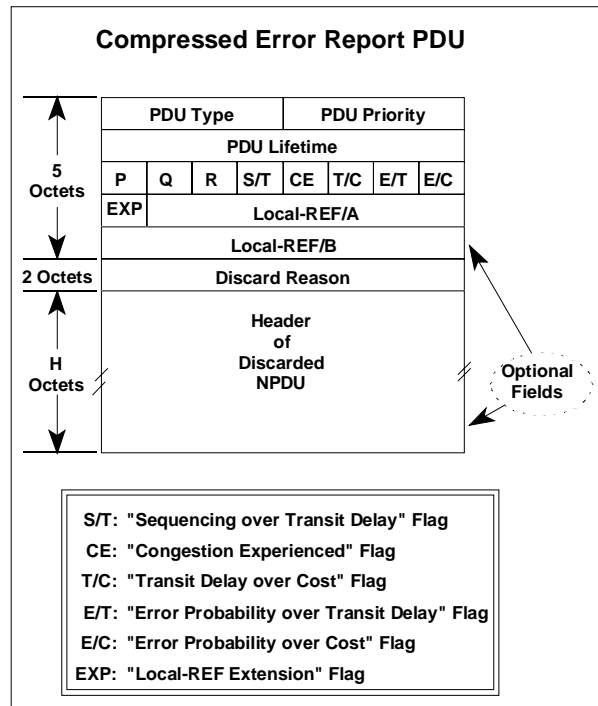 Compressed Error Report PDU
PDU Type PDU Priority
PDU Lifetime
5
Octets
P Q R S/T CE T/C E/T E/C
EXP Local-REF/A
Local-REF/B
2 Octets Discard Reason
H
Octets
Header
of
Discarded
NPDU
Optional
Fields
S/T: "Sequencing over Transit Delay" Flag
CE: "Congestion Experienced" Flag
T/C: "Transit Delay over Cost" Flag
E/T: "Error Probability over Transit Delay" Flag
E/C: "Error Probability over Cost" Flag
EXP: "Local-REF Extension" Flag